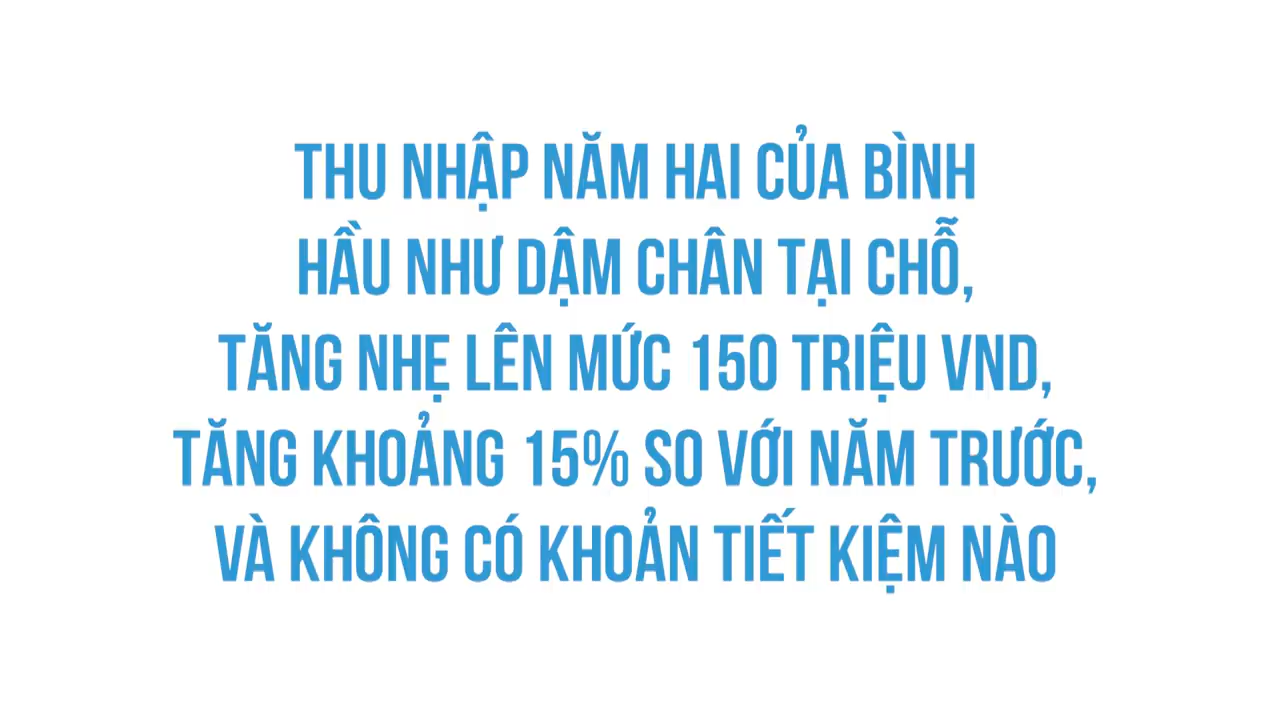 THU NHẬP NĂM HAI CỦA BÌNH
HẦU NHƯ DẬM CHÂN TẠI CHỖ,
TĂNG NHẸ LÊN MỨC 150 TRIỆU VND,
TĂNG KHOẢNG 15% SO VỚI NĂM TRƯỚC,
VÀ KHÔNG CÓ KHOẢN TIẾT KIỆM NÀO